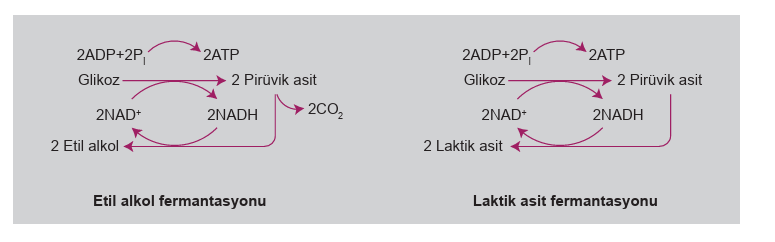 2ADP+2PI 2ATP
Glikoz 2 Pirüvik asit
2NAD+ 2NADH 2CO2
2 Etil alkol
Etil alkol fermantasyonu
2ADP+2PI 2ATP
Glikoz 2 Pirüvik asit
2NAD+ 2NADH
2 Laktik asit
Laktik asit fermantasyonu